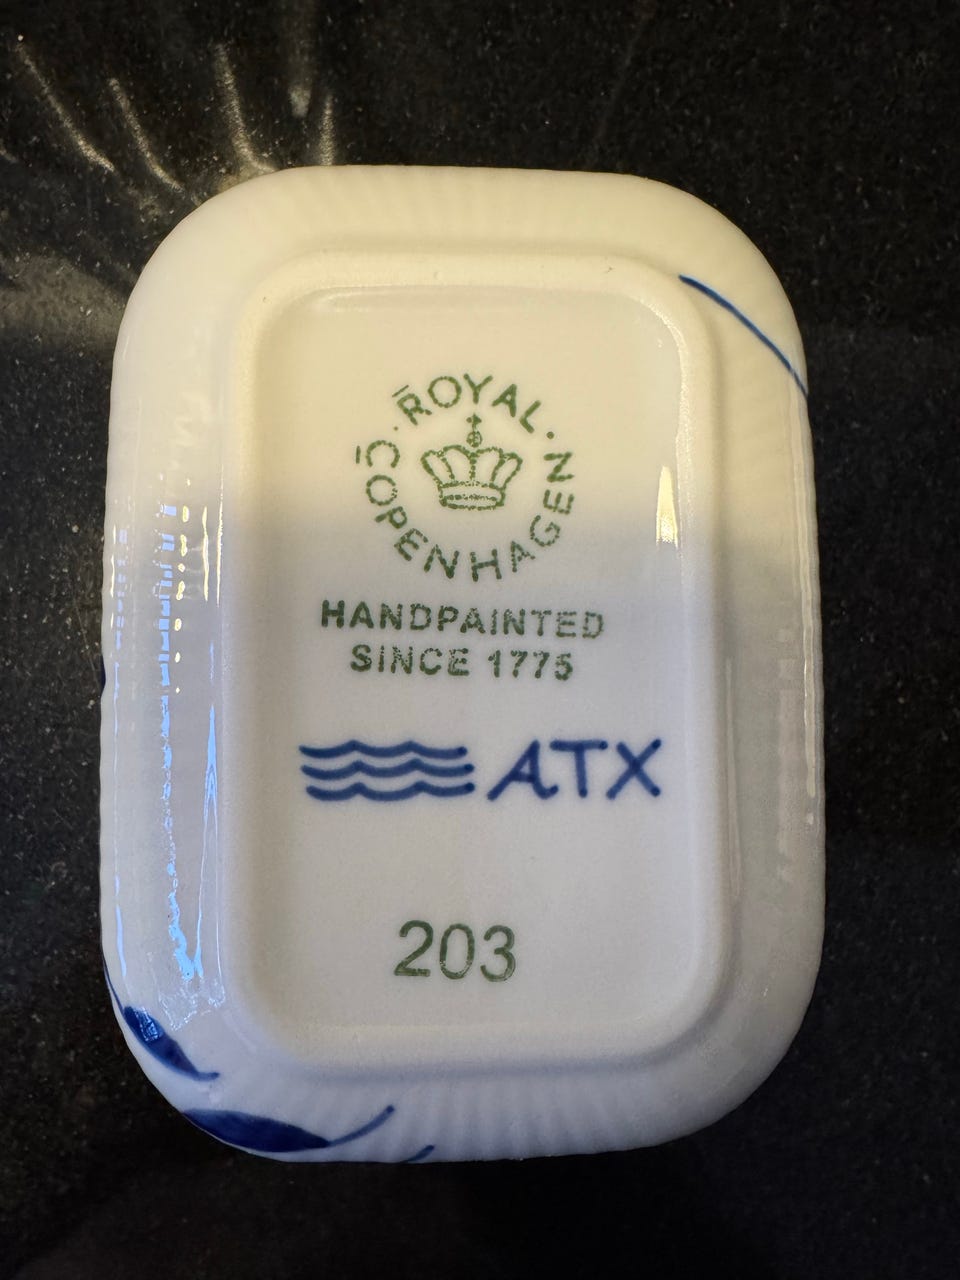 ROYAL
COPENHAGEN
HANDPAINTED
SINCE 1775
ATX
203